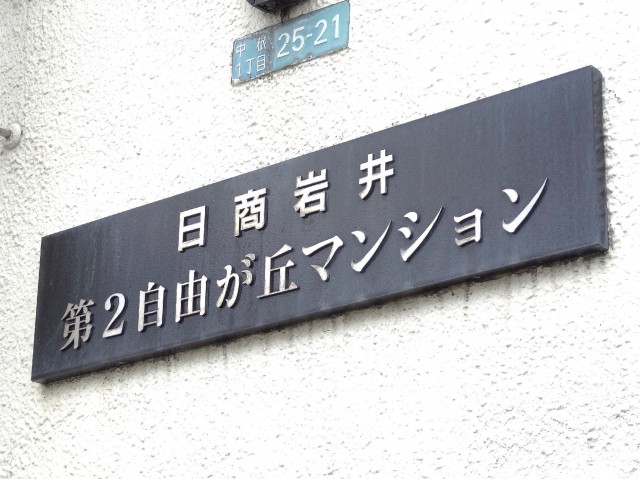 中根
1丁目 25-21
日商岩井
第2自由が丘マンション